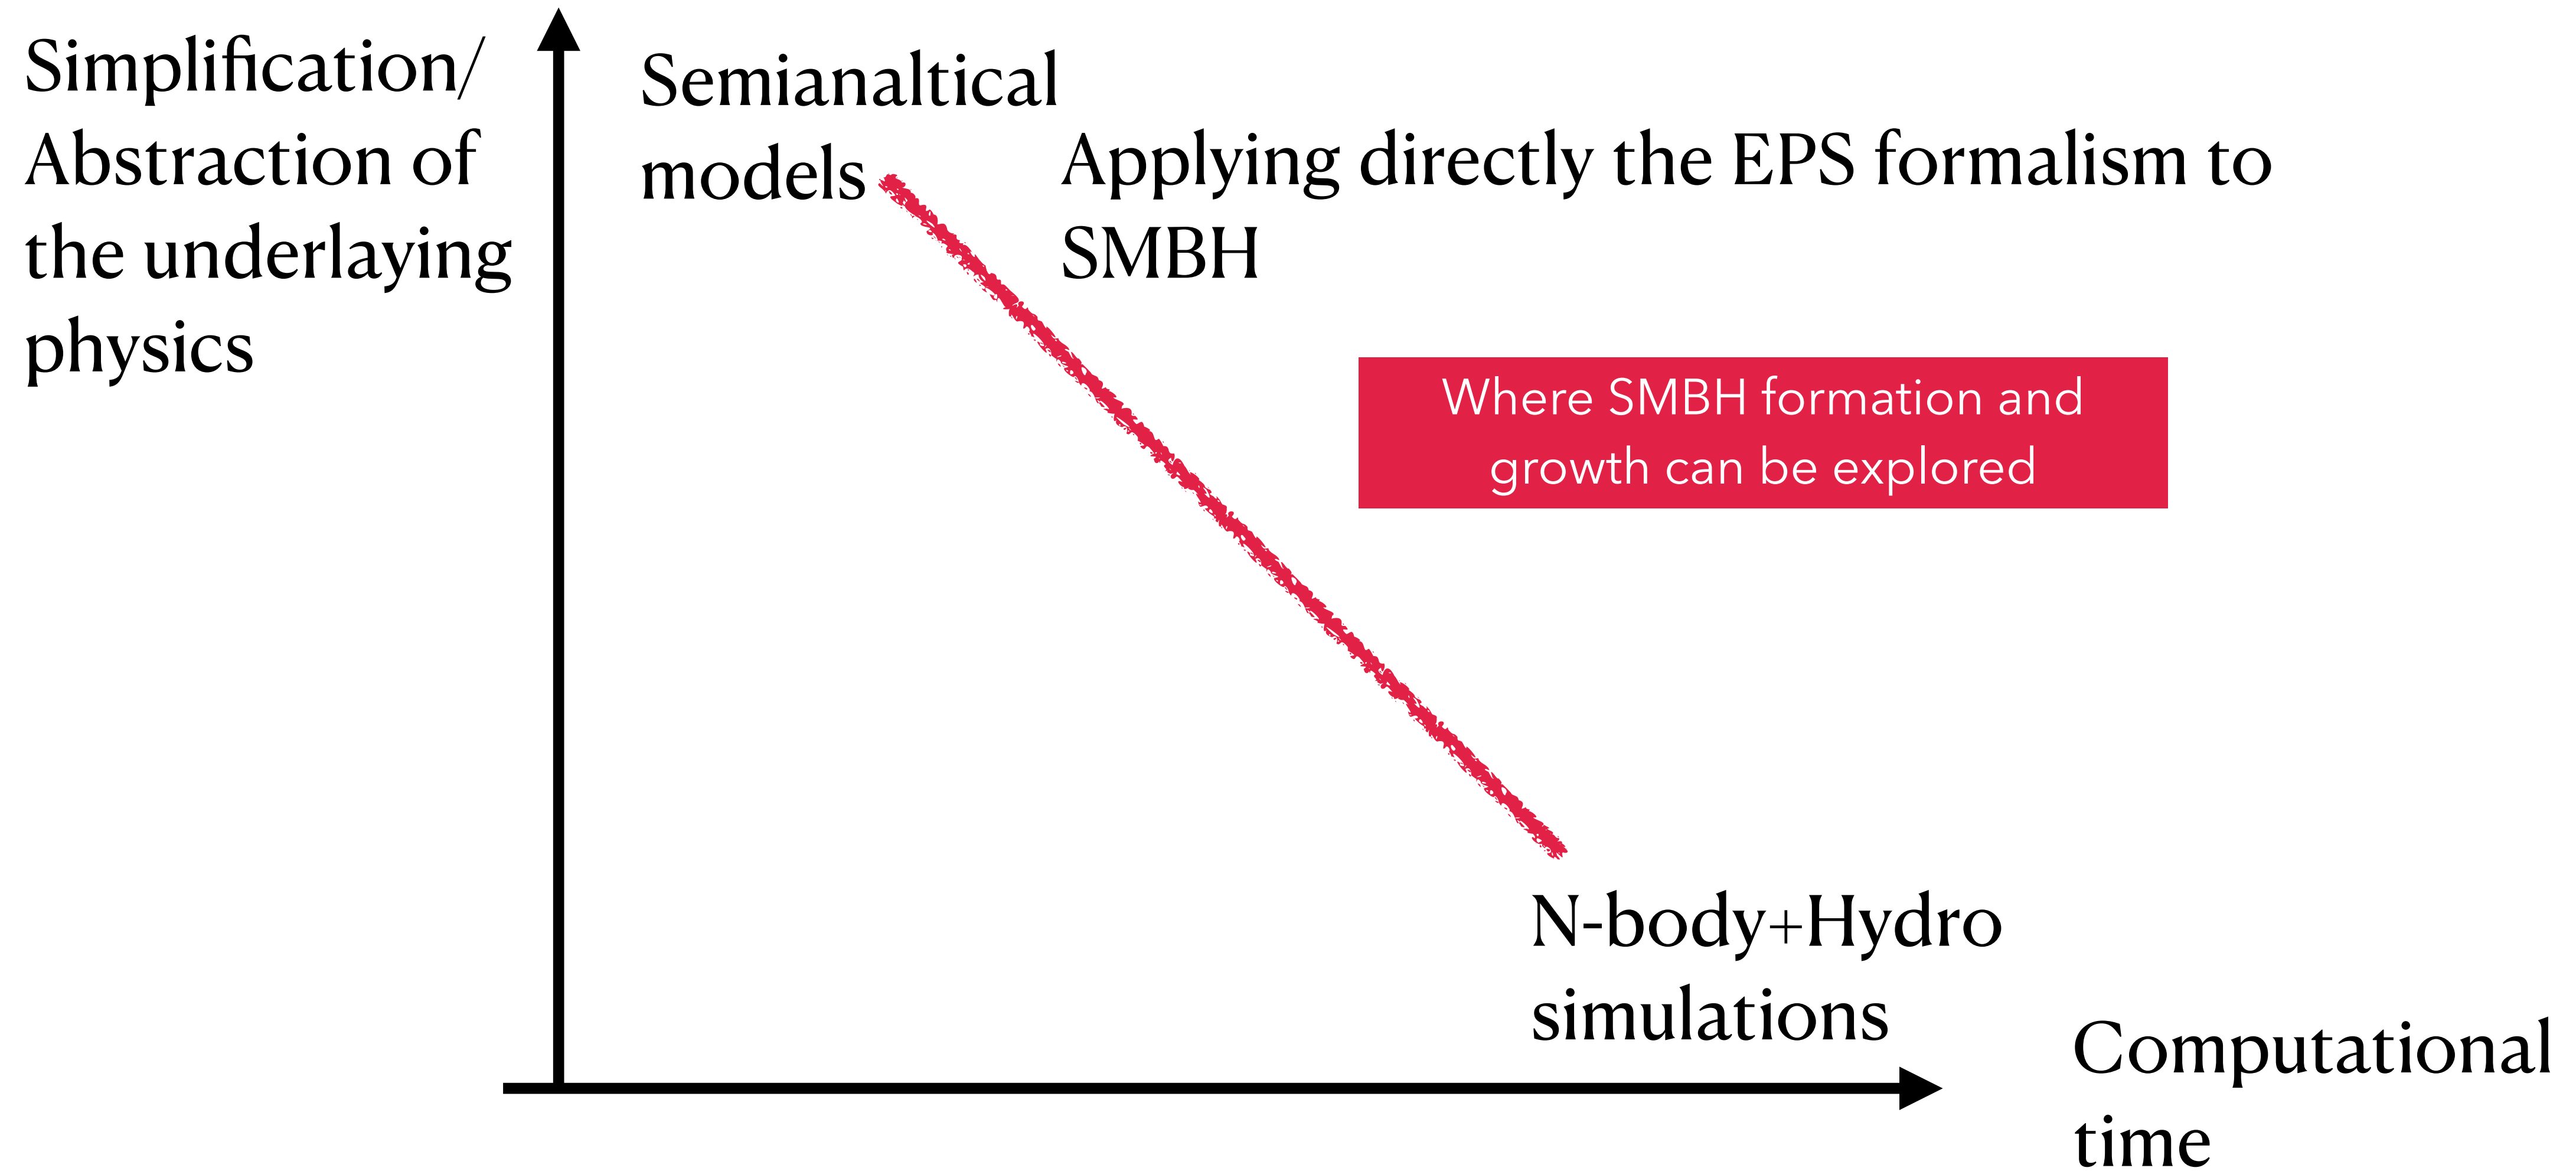 Simplification/
Abstraction of
the underlaying
physics
Semianaltical
models
Applying directly the EPS formalism to
SMBH
Where SMBH formation and
growth can be explored
N-body+Hydro
simulations
Computational
time